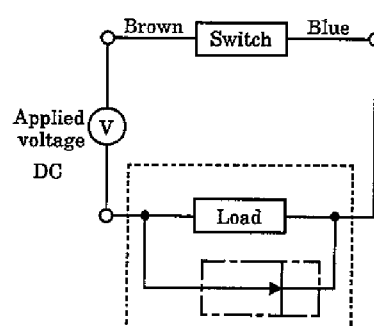 Brown
Switch
Blue
Applied
voltage
V
DC
Load